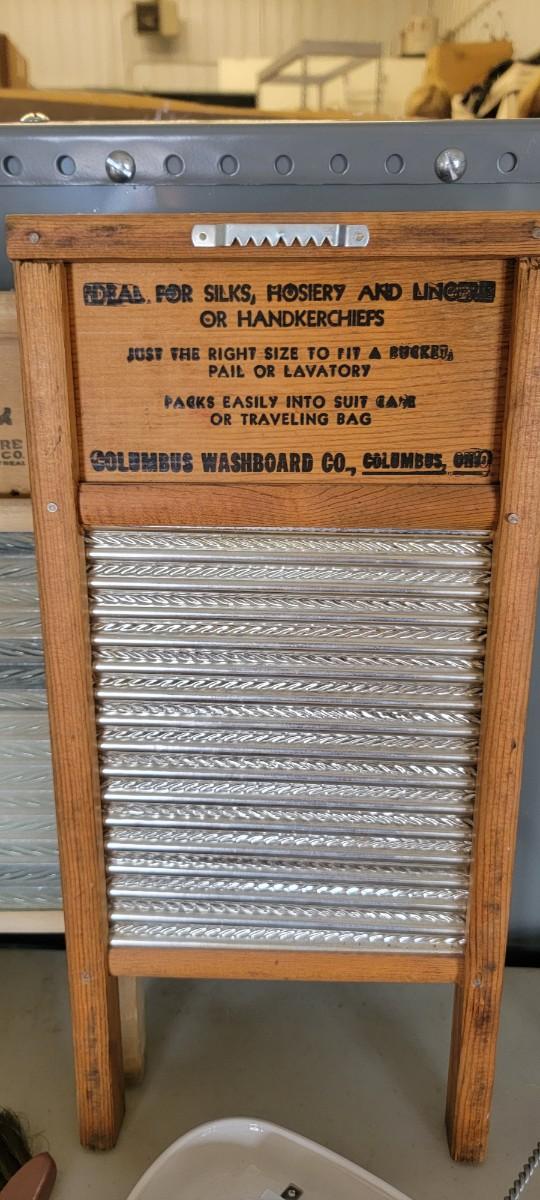 IDEAL FOR SILKS, HOSIERY AND LINGERIE
OR HANDKERCHIEFS
JUST THE RIGHT SIZE TO FIT A BUCKET,
PAIL OR LAVATORY
PACKS EASILY INTO SUIT CASE
OR TRAVELING BAG
COLUMBUS WASHBOARD CO., COLUMBUS, OHIO
CO.